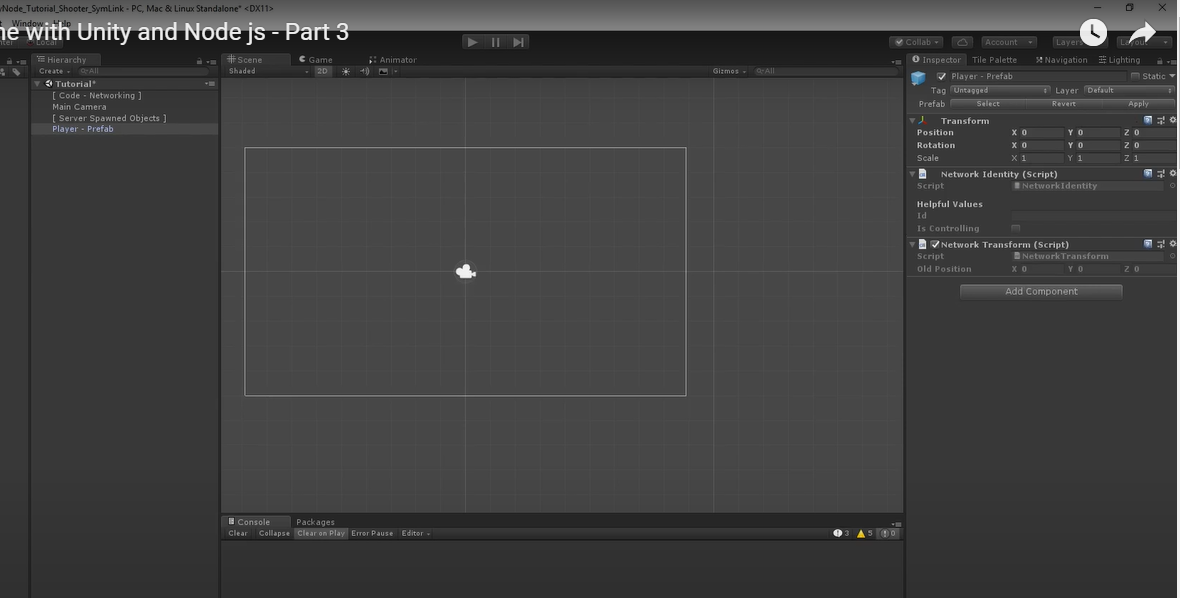 yNode_Tutorial_Shooter_SymLink - PC, Mac & Linux Standalone* <DX11>
Window Help
ne with Unity and Node js - Part 3
Local
Collab
Account
Layers
Layout
Hierarchy
Create All
Tutorial*
[ Code - Networking ]
Main Camera
[ Server Spawned Objects ]
Player - Prefab
Scene Game Animator
Shaded 2D Gizmos All
Console Packages
Clear Collapse Clear on Play Error Pause Editor 3 5 0
Inspector Tile Palette Navigation Lighting
Player - Prefab Static
Tag Untagged Layer Default
Prefab Select Revert Apply
Transform
Position X 0 Y 0 Z 0
Rotation X 0 Y 0 Z 0
Scale X 1 Y 1 Z 1
Network Identity (Script)
Script NetworkIdentity
Helpful Values
Id
Is Controlling
Network Transform (Script)
Script NetworkTransform
Old Position X 0 Y 0 Z 0
Add Component